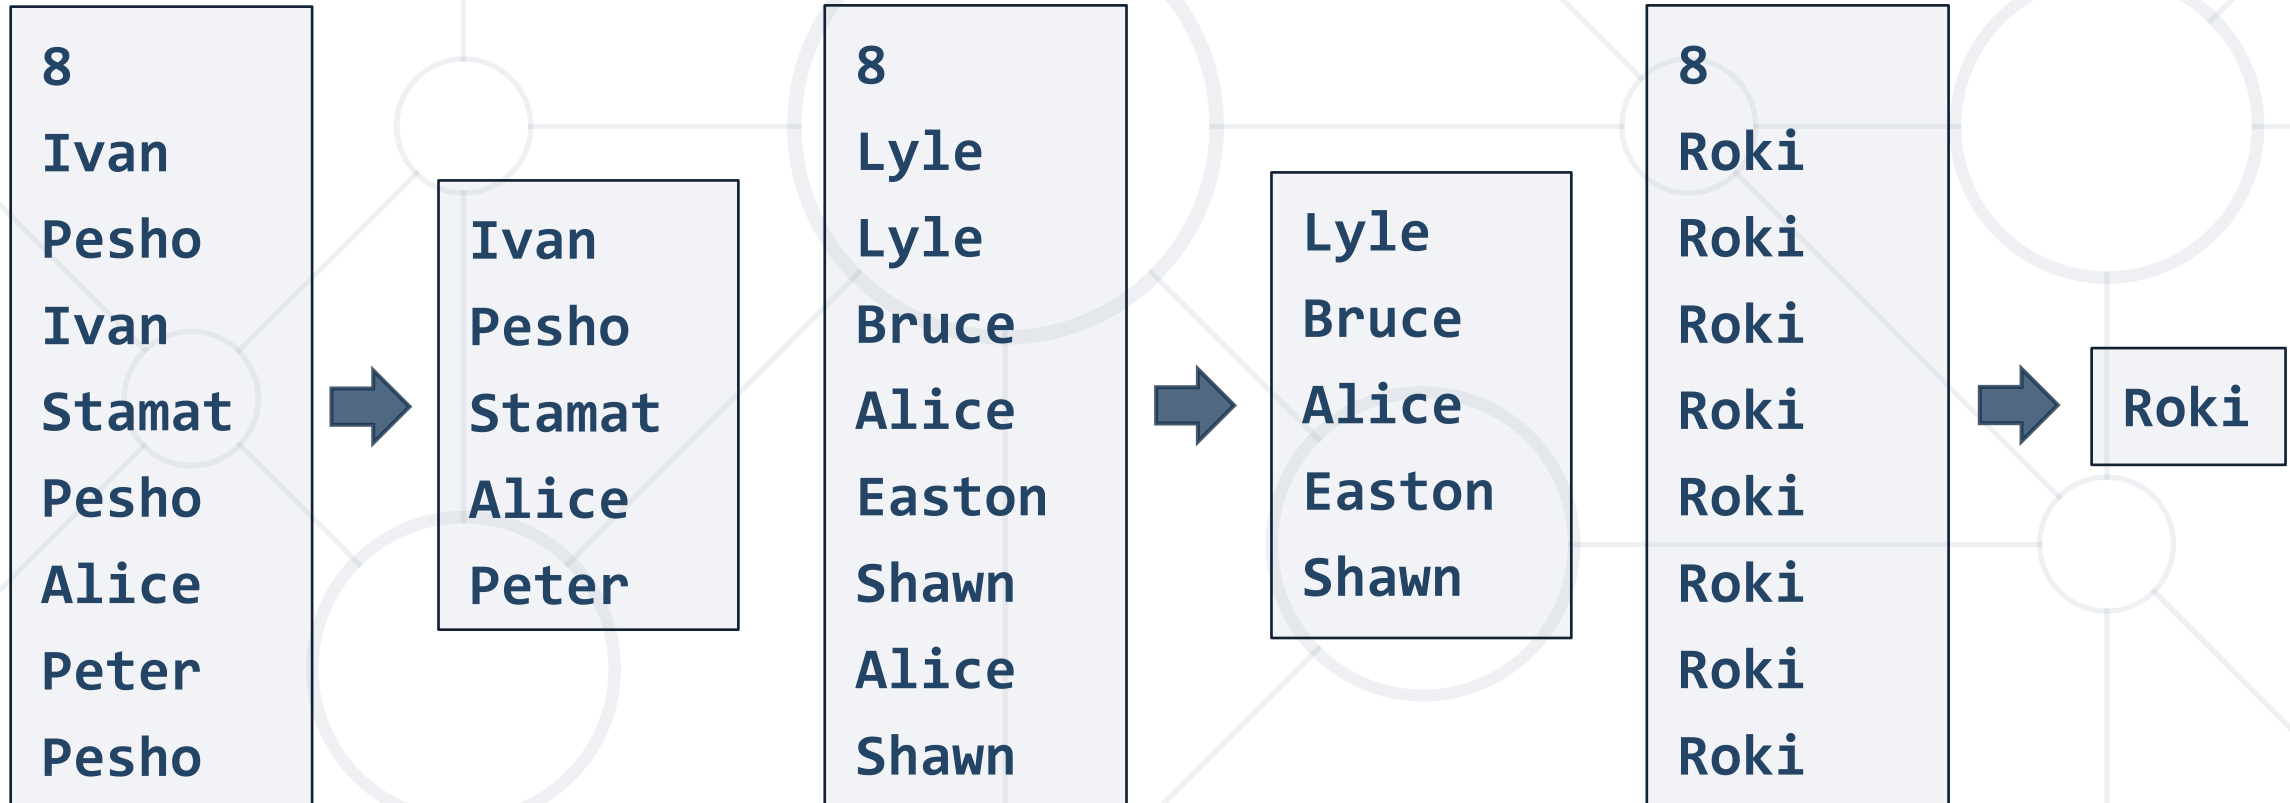 8
Ivan
Pesho
Ivan
Stamat
Pesho
Alice
Peter
Pesho
Ivan
Pesho
Stamat
Alice
Peter
8
Lyle
Lyle
Bruce
Alice
Easton
Shawn
Alice
Shawn
Lyle
Bruce
Alice
Easton
Shawn
8
Roki
Roki
Roki
Roki
Roki
Roki
Roki
Roki
Roki